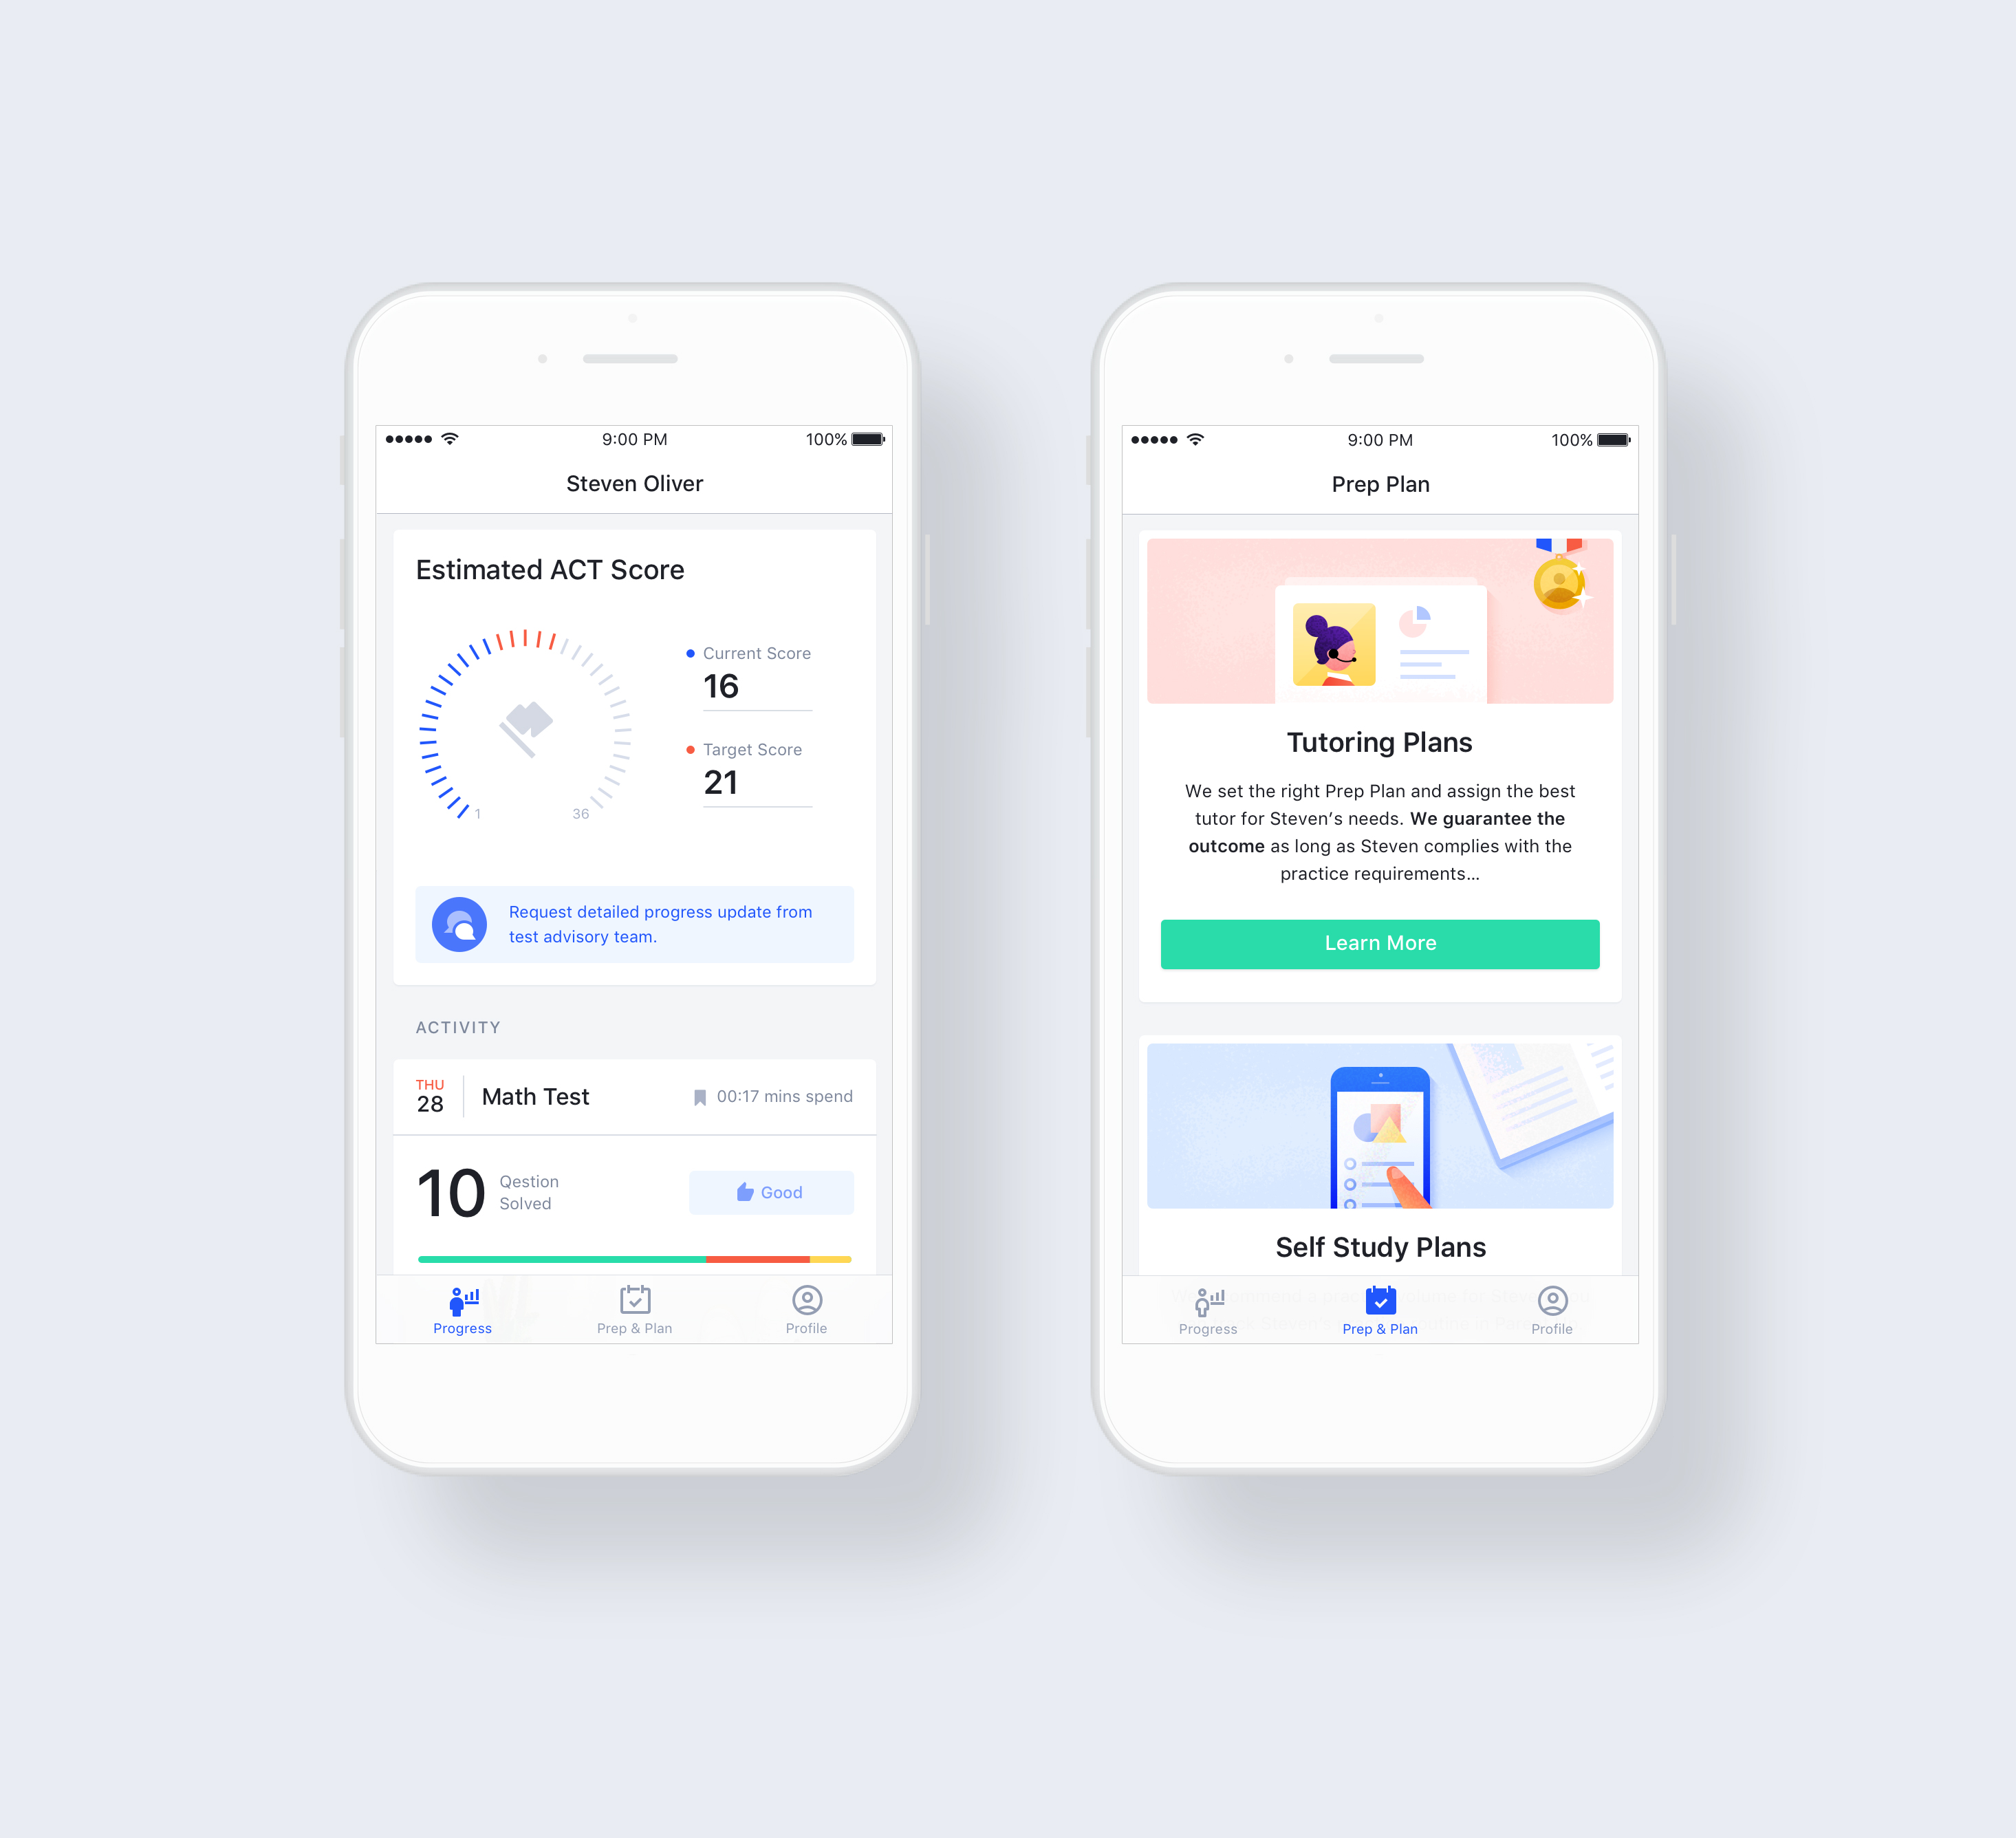 9:00 PM
100%
Steven Oliver
Estimated ACT Score
Current Score
16
Target Score
21
1
36
Request detailed progress update from
test advisory team.
ACTIVITY
THU
28
Math Test
00:17 mins spend
10
Qestion
Solved
Good
Progress
Prep & Plan
Profile
9:00 PM
100%
Prep Plan
Tutoring Plans
We set the right Prep Plan and assign the best
tutor for Steven’s needs. We guarantee the
outcome as long as Steven complies with the
practice requirements...
Learn More
Self Study Plans
Progress
Prep & Plan
Profile